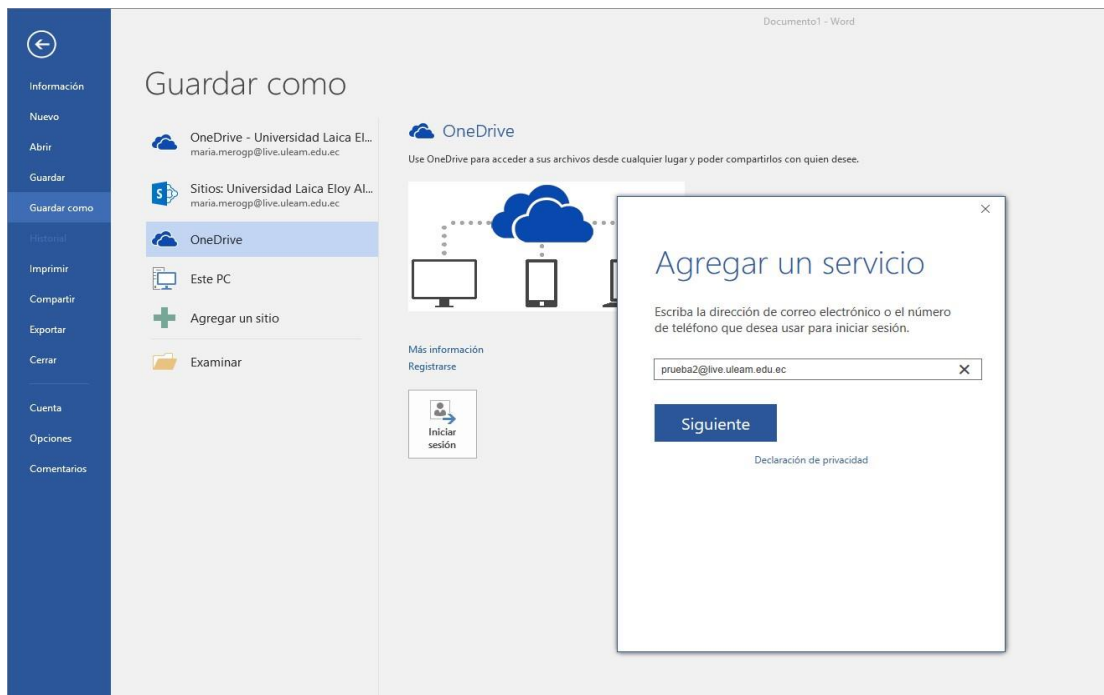 Documento1 - Word
Información
Nuevo
Abrir
Guardar
Guardar como
Historial
Imprimir
Compartir
Exportar
Cerrar
Cuenta
Opciones
Comentarios
Guardar como
OneDrive - Universidad Laica El...
maria.merogp@live.uleam.edu.ec
Sitios: Universidad Laica Eloy Al...
maria.merogp@live.uleam.edu.ec
OneDrive
Este PC
Agregar un sitio
Examinar
OneDrive
Use OneDrive para acceder a sus archivos desde cualquier lugar y poder compartirlos con quien desee.
Más información
Registrarse
Iniciar
sesión
Agregar un servicio
Escriba la dirección de correo electrónico o el número
de teléfono que desea usar para iniciar sesión.
prueba2@live.uleam.edu.ec
Siguiente
Declaración de privacidad